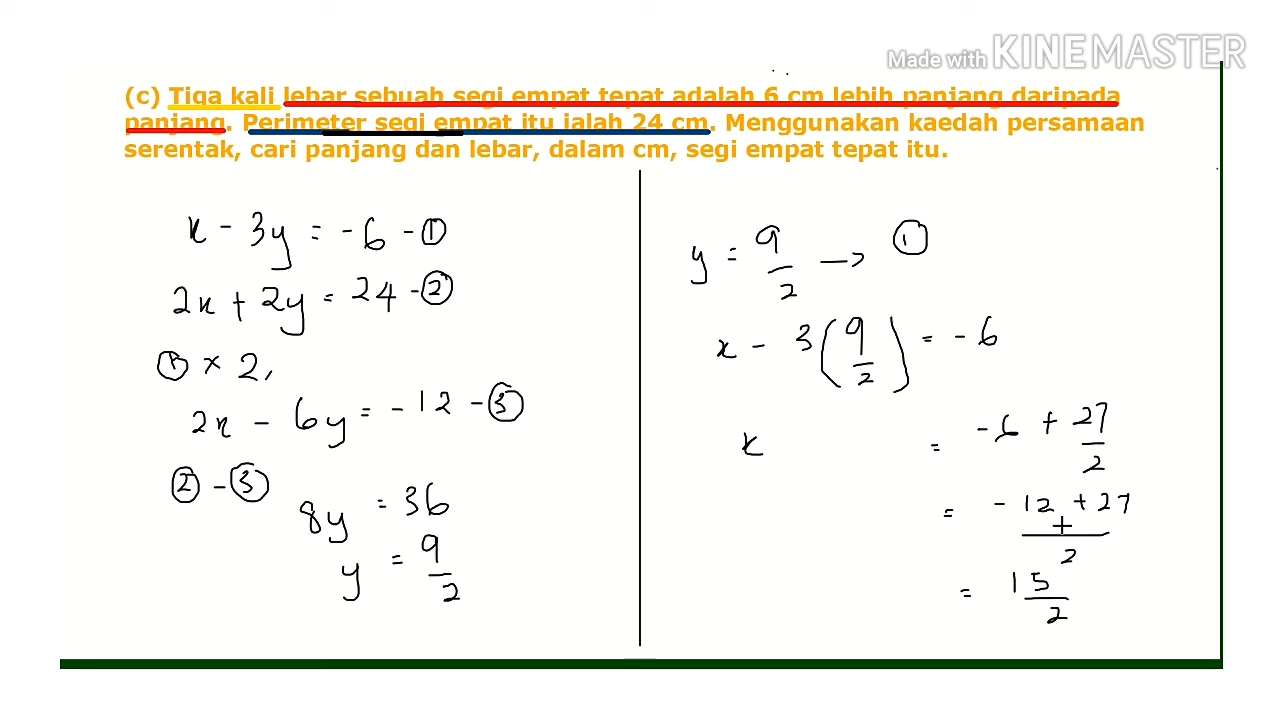 Made with KINEMASTER
(c) Tiga kali lebar sebuah segi empat tepat adalah 6 cm lebih panjang daripada
panjang. Perimeter segi empat itu ialah 24 cm. Menggunakan kaedah persamaan
serentak, cari panjang dan lebar, dalam cm, segi empat tepat itu.
x - 3y = -6 - ①
2x + 2y = 24 - ②
① × 2,
2x - 6y = -12 - ③
② - ③
8y = 36
y = 9/2
y = 9/2 → ①
x - 3(9/2) = -6
x = -6 + 27/2
= (-12 + 27)/2
= 15/2